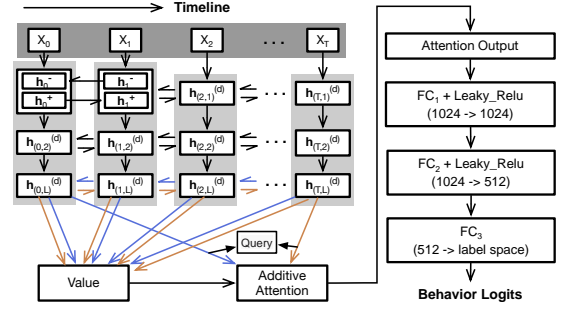 Timeline
X0 X1 X2 ... XT
h0- h1-
h0+ h1+ h(2,1)(d) ... h(T,1)(d)
h(0,2)(d) h(1,2)(d) h(2,2)(d) ... h(T,2)(d)
h(0,L)(d) h(1,L)(d) h(2,L)(d) ... h(T,L)(d)
Query
Value
Additive
Attention
Attention Output
FC1 + Leaky_Relu
(1024 -> 1024)
FC2 + Leaky_Relu
(1024 -> 512)
FC3
(512 -> label space)
Behavior Logits